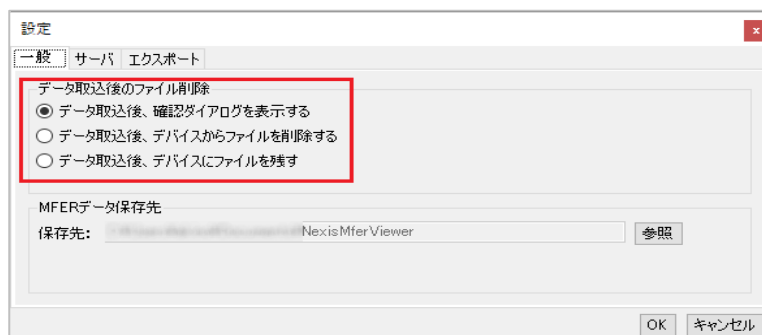 設定
x
一般 サーバ エクスポート
データ取込後のファイル削除
データ取込後、確認ダイアログを表示する
データ取込後、デバイスからファイルを削除する
データ取込後、デバイスにファイルを残す
MFERデータ保存先
保存先: NexisMferViewer 参照
OK キャンセル